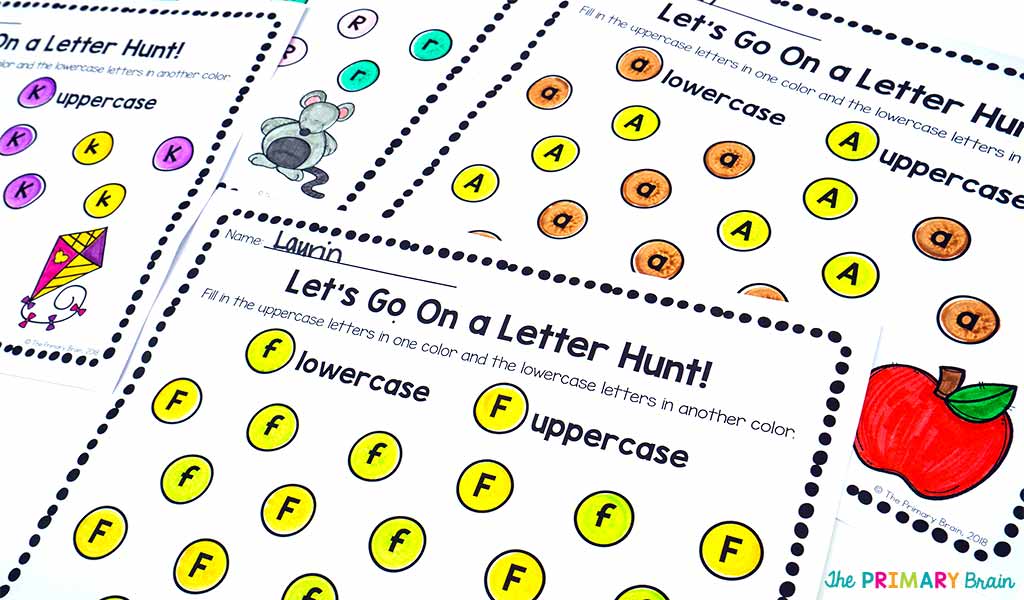 On a Letter Hunt!
color and the lowercase letters in another color
K uppercase
K k K
K k
© The Primary Brain, 2018
R r
R r
Let's Go On a Letter Hun
Fill in the uppercase letters in one color and the lowercase letters in
a lowercase
A uppercase
a A a A
A a A a
A a A a
a
© The Primary Brain, 2018
Name: Laurin
Let's Go On a Letter Hunt!
Fill in the uppercase letters in one color and the lowercase letters in another color.
f lowercase
F uppercase
F f f F f F
f F f F
F F
The PRIMARY Brain